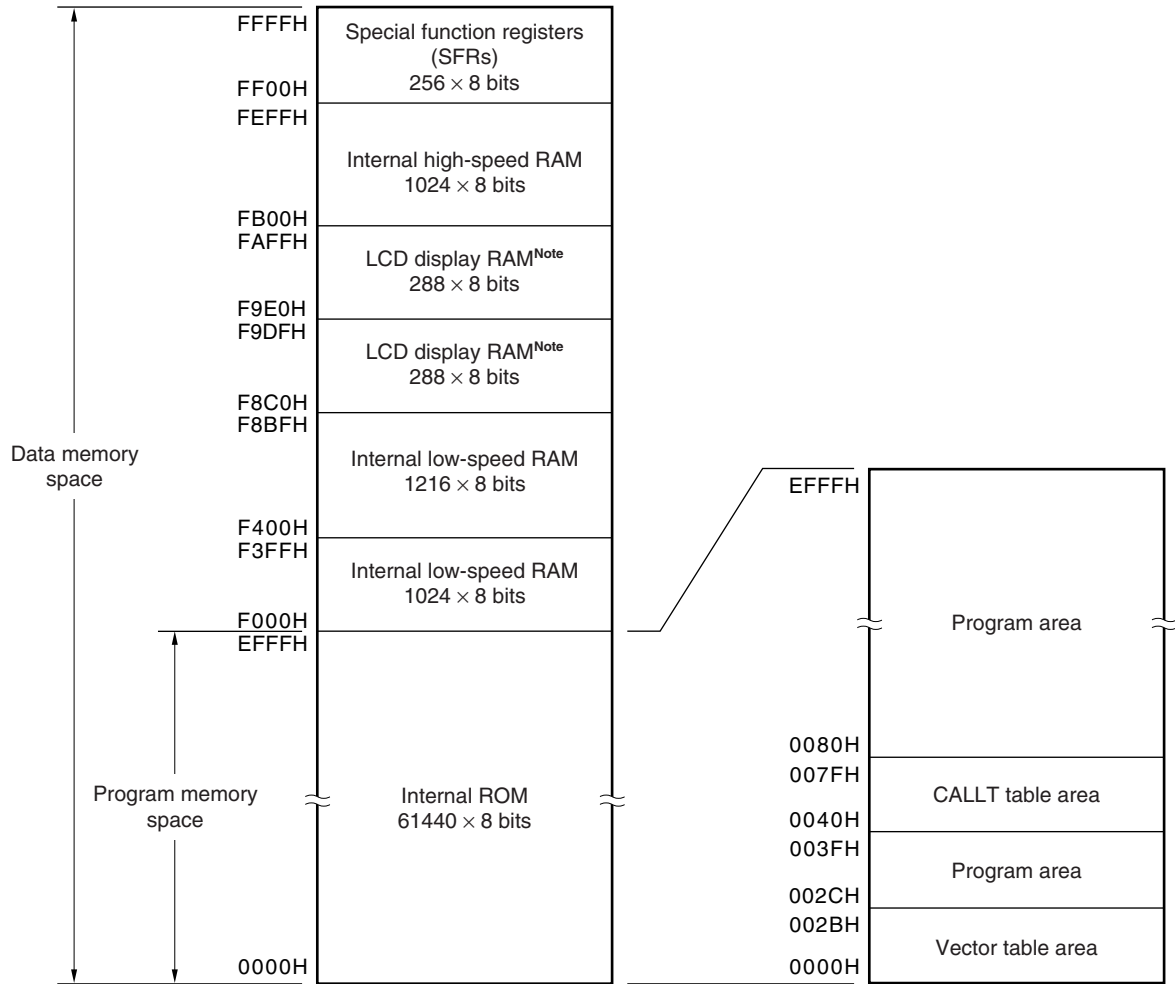 FFFFH
Special function registers
(SFRs)
256 × 8 bits
FF00H
FEFFH
Internal high-speed RAM
1024 × 8 bits
FB00H
FAFFH
LCD display RAMNote
288 × 8 bits
F9E0H
F9DFH
LCD display RAMNote
288 × 8 bits
F8C0H
F8BFH
Data memory
space
Internal low-speed RAM
1216 × 8 bits
F400H
F3FFH
Internal low-speed RAM
1024 × 8 bits
F000H
EFFFH
Program memory
space
Internal ROM
61440 × 8 bits
0000H
EFFFH
Program area
0080H
007FH
CALLT table area
0040H
003FH
Program area
002CH
002BH
Vector table area
0000H